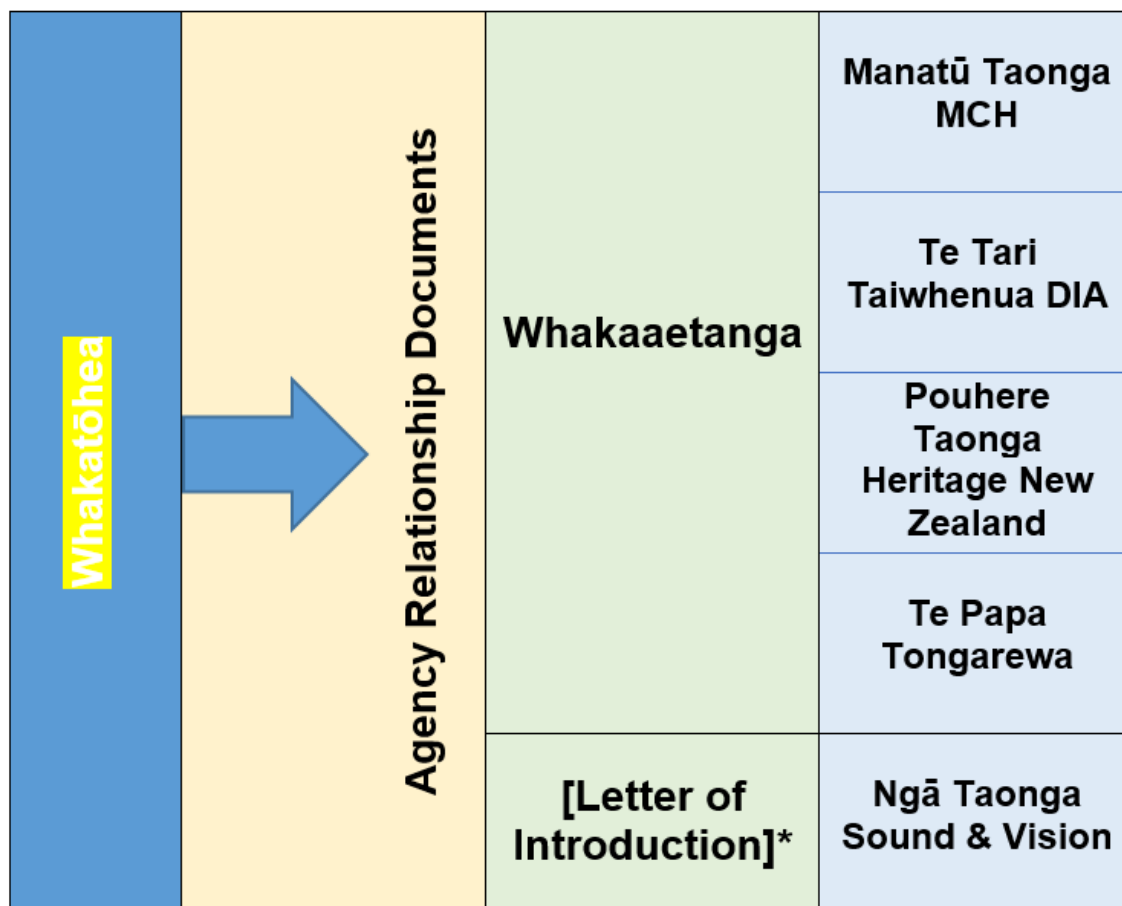 Whakatōhea
Agency Relationship Documents
Whakaaetanga
Manatū Taonga
MCH
Te Tari
Taiwhenua DIA
Pouhere
Taonga
Heritage New
Zealand
Te Papa
Tongarewa
[Letter of
Introduction]*
Ngā Taonga
Sound & Vision